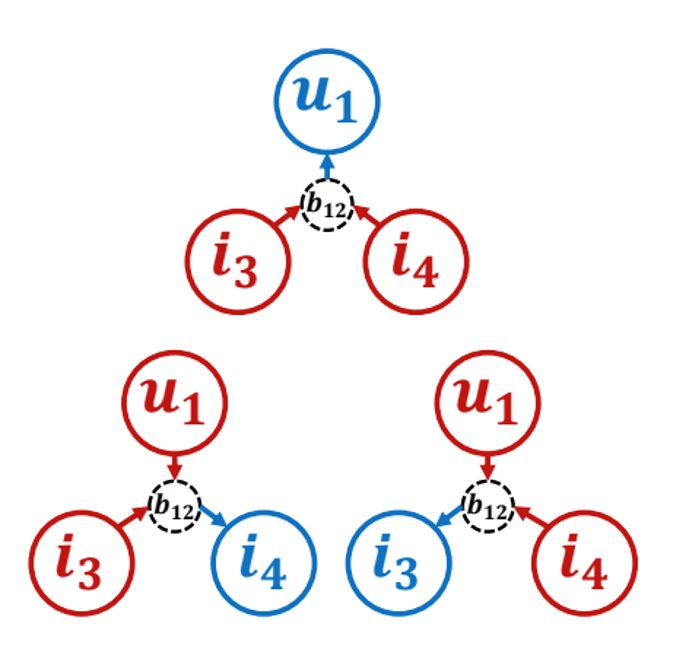 u1
b12
i3 i4
u1 u1
b12 b12
i3 i4 i3 i4